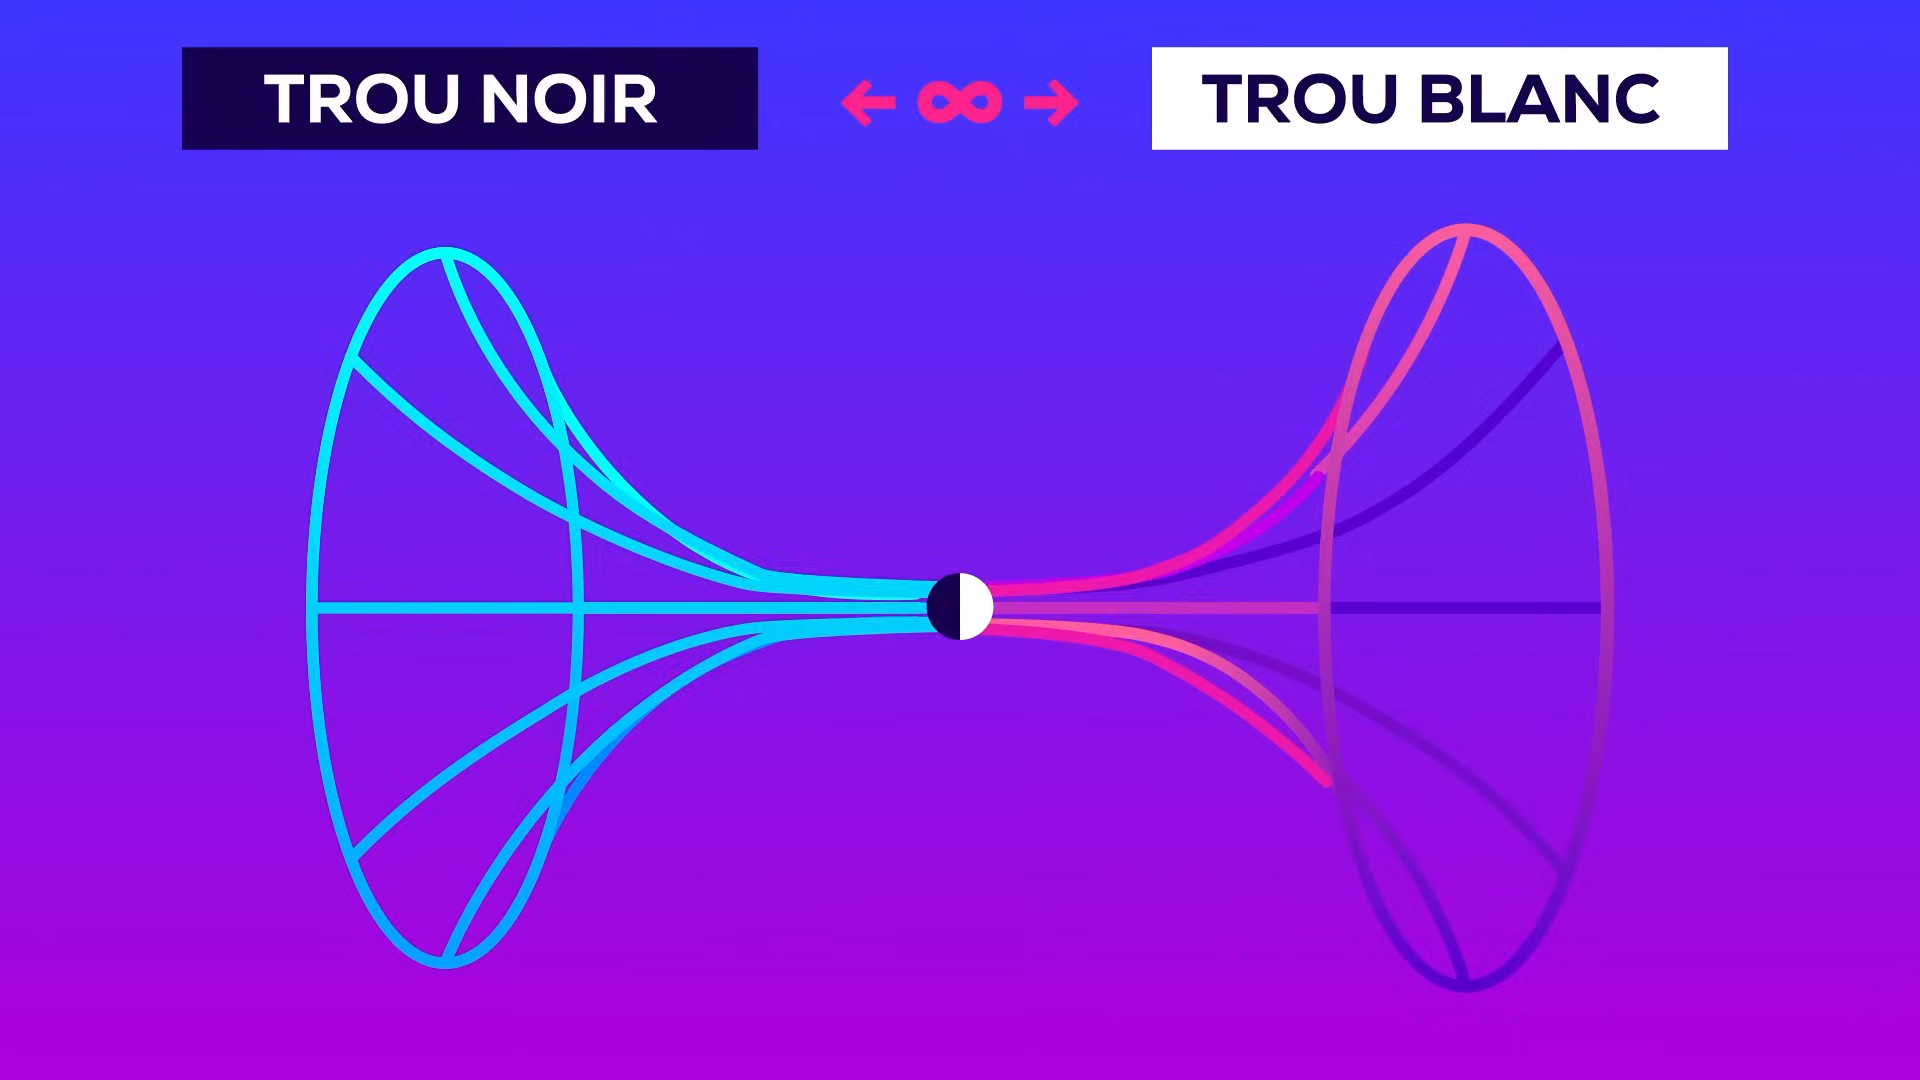 TROU NOIR
← ∞ →
TROU BLANC